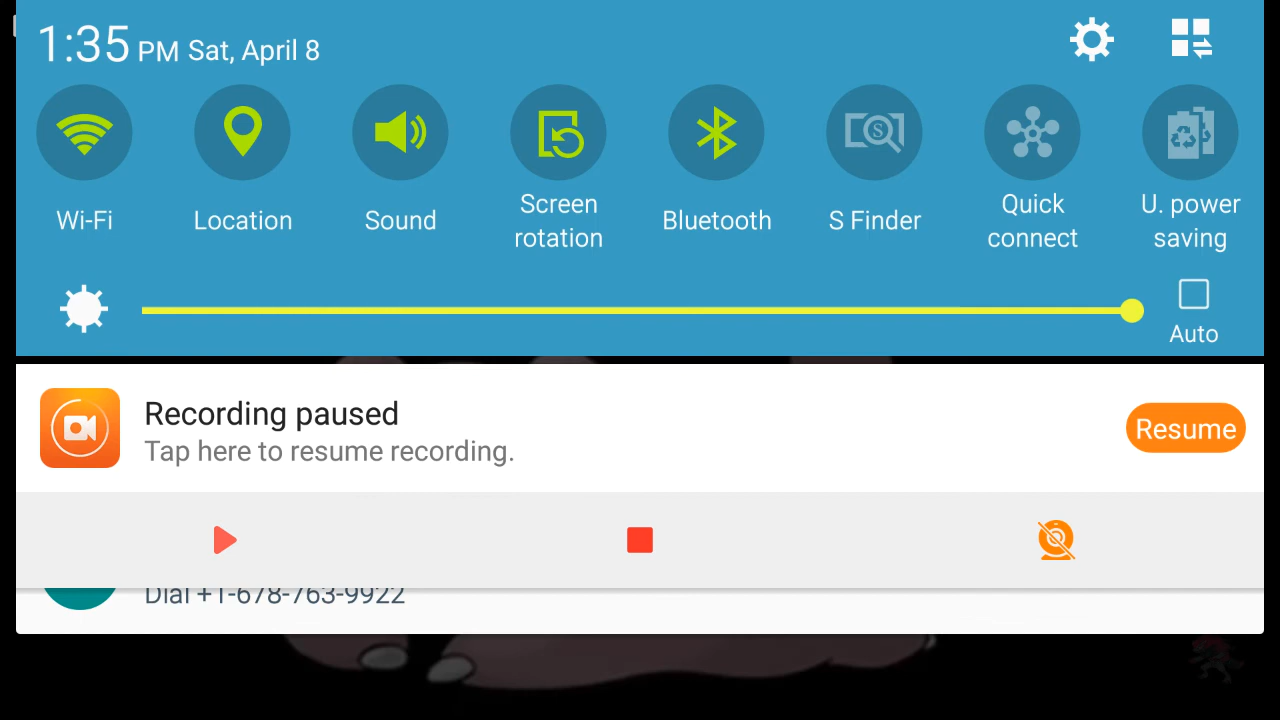 1:35 PM Sat, April 8
Wi-Fi
Location
Sound
Screen
rotation
Bluetooth
S Finder
Quick
connect
U. power
saving
Auto
Recording paused
Tap here to resume recording.
Resume
Dial +1-678-763-9922